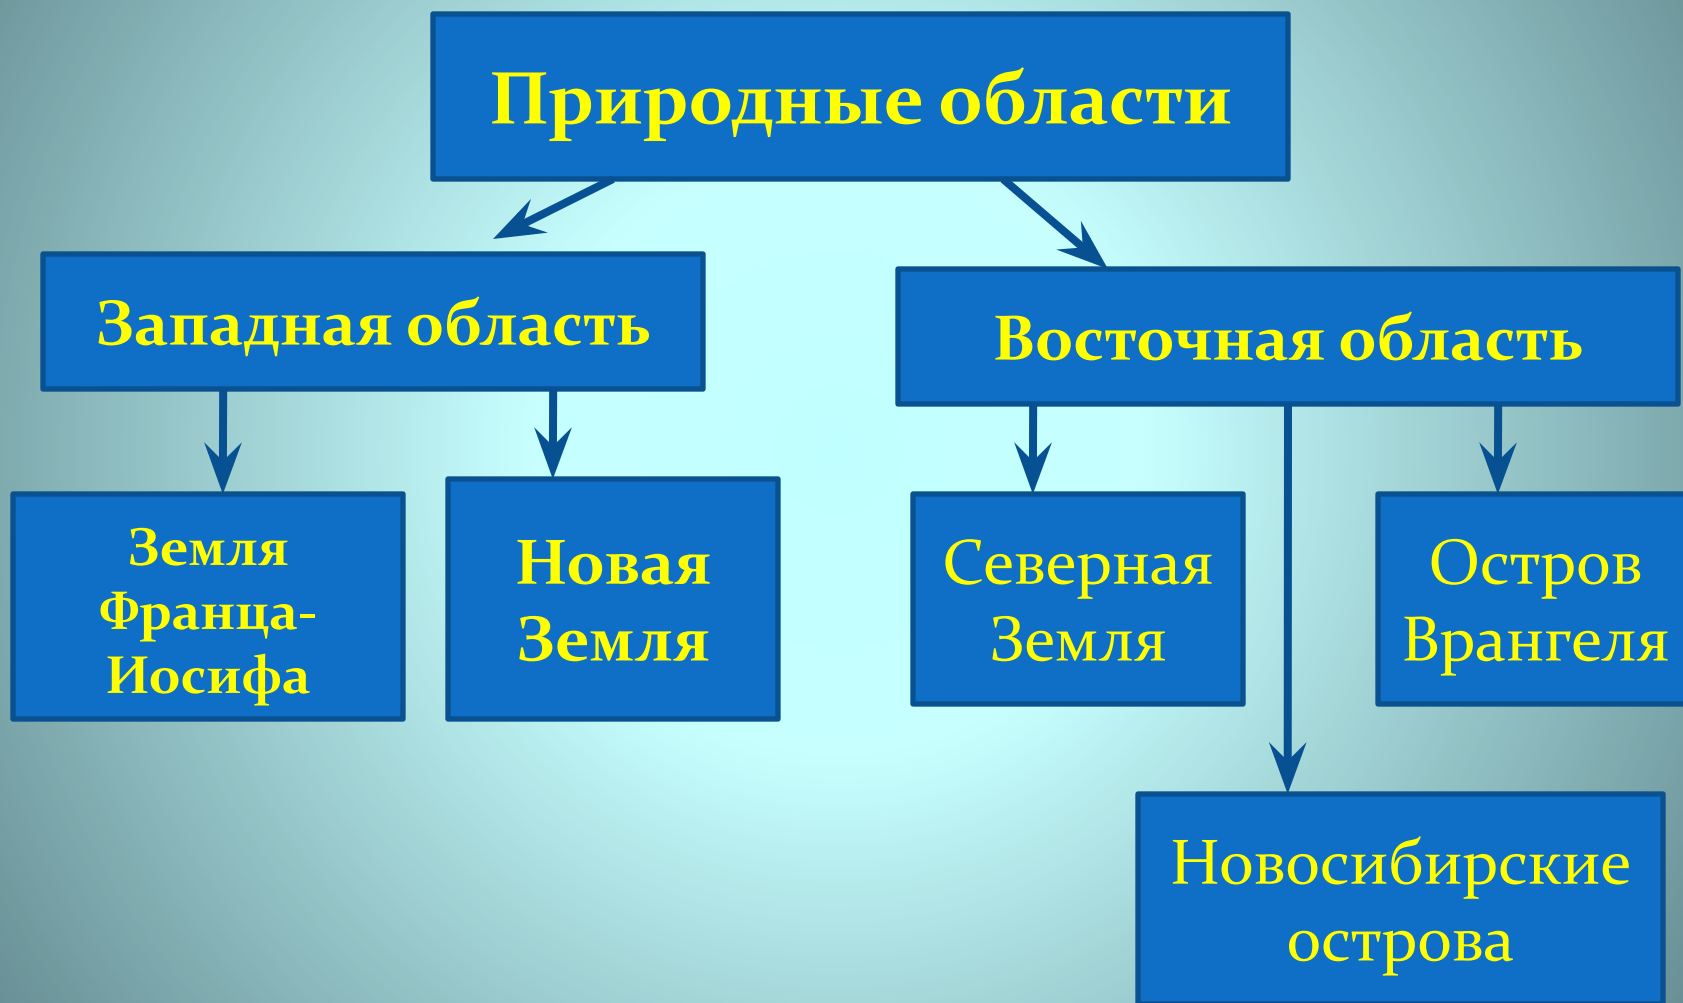 Природные области
Западная область
Восточная область
Земля
Франца-
Иосифа
Новая
Земля
Северная
Земля
Остров
Врангеля
Новосибирские
острова